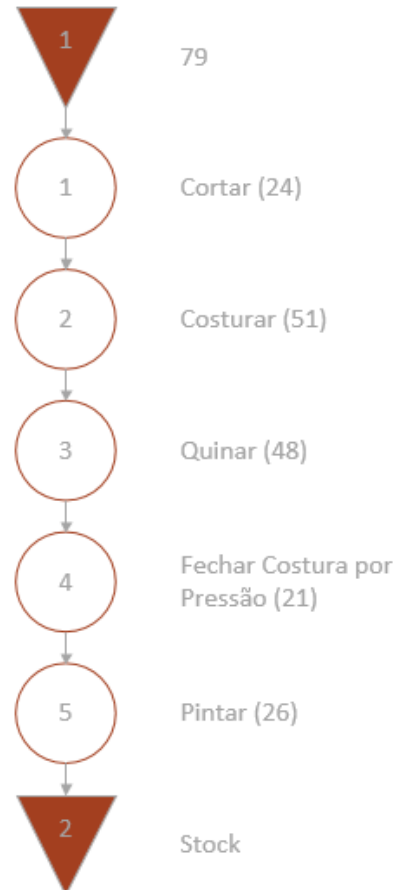 1
79
1
Cortar (24)
2
Costurar (51)
3
Quinar (48)
4
Fechar Costura por
Pressão (21)
5
Pintar (26)
2
Stock